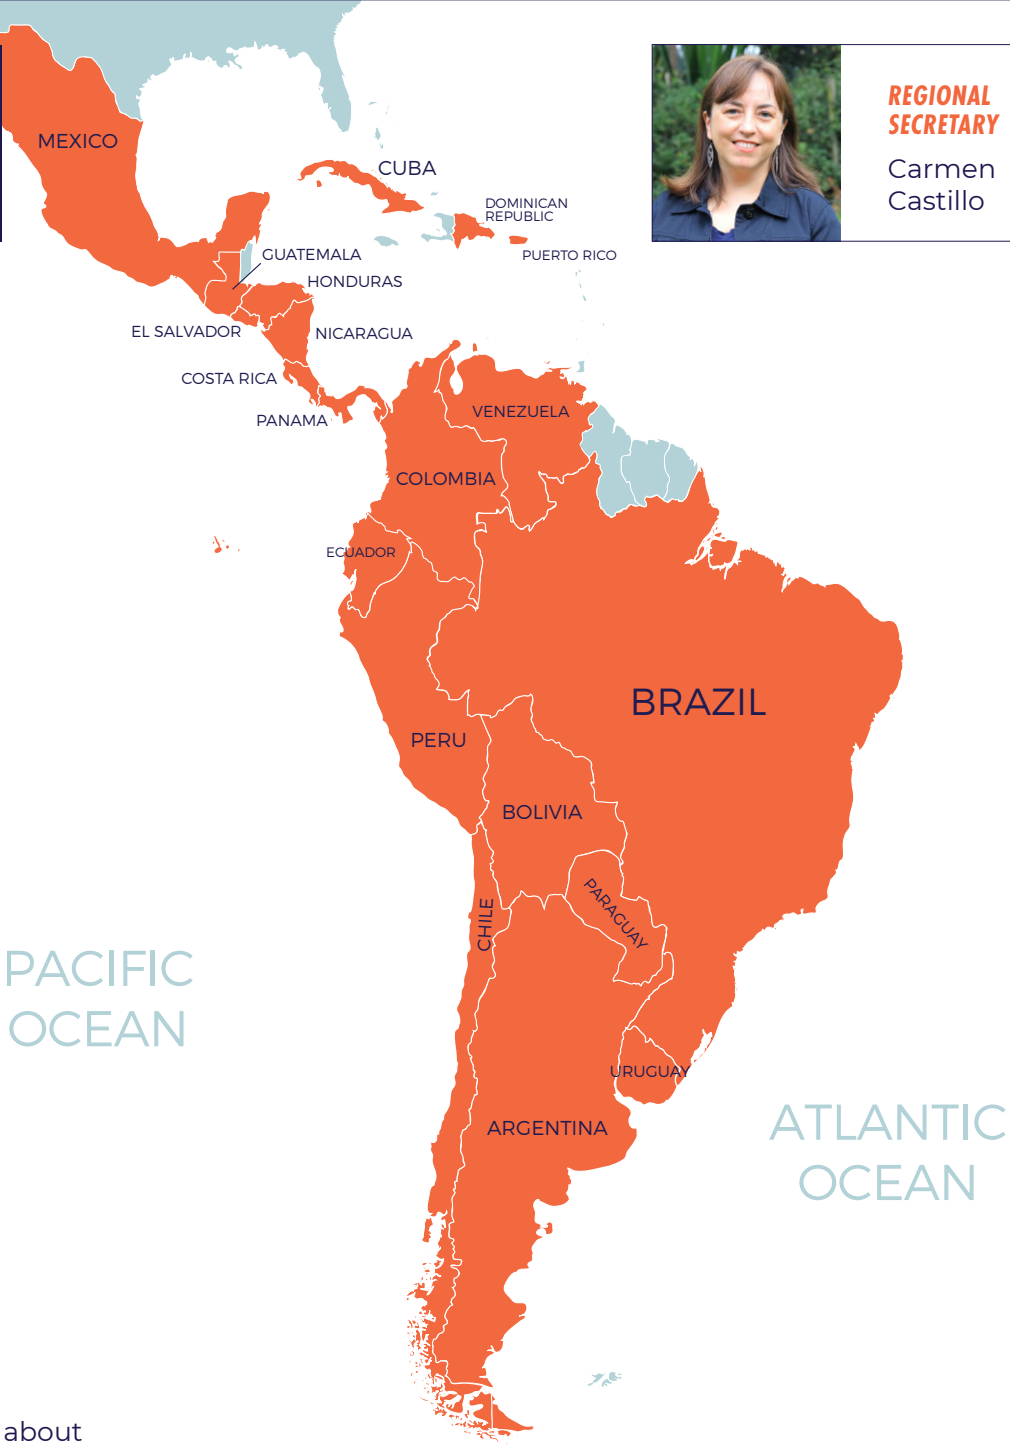 REGIONAL
SECRETARY
Carmen
Castillo
MEXICO
CUBA
DOMINICAN
REPUBLIC
PUERTO RICO
GUATEMALA
HONDURAS
EL SALVADOR
NICARAGUA
COSTA RICA
PANAMA
VENEZUELA
COLOMBIA
ECUADOR
BRAZIL
PERU
BOLIVIA
PARAGUAY
CHILE
PACIFIC
OCEAN
URUGUAY
ARGENTINA
ATLANTIC
OCEAN
about